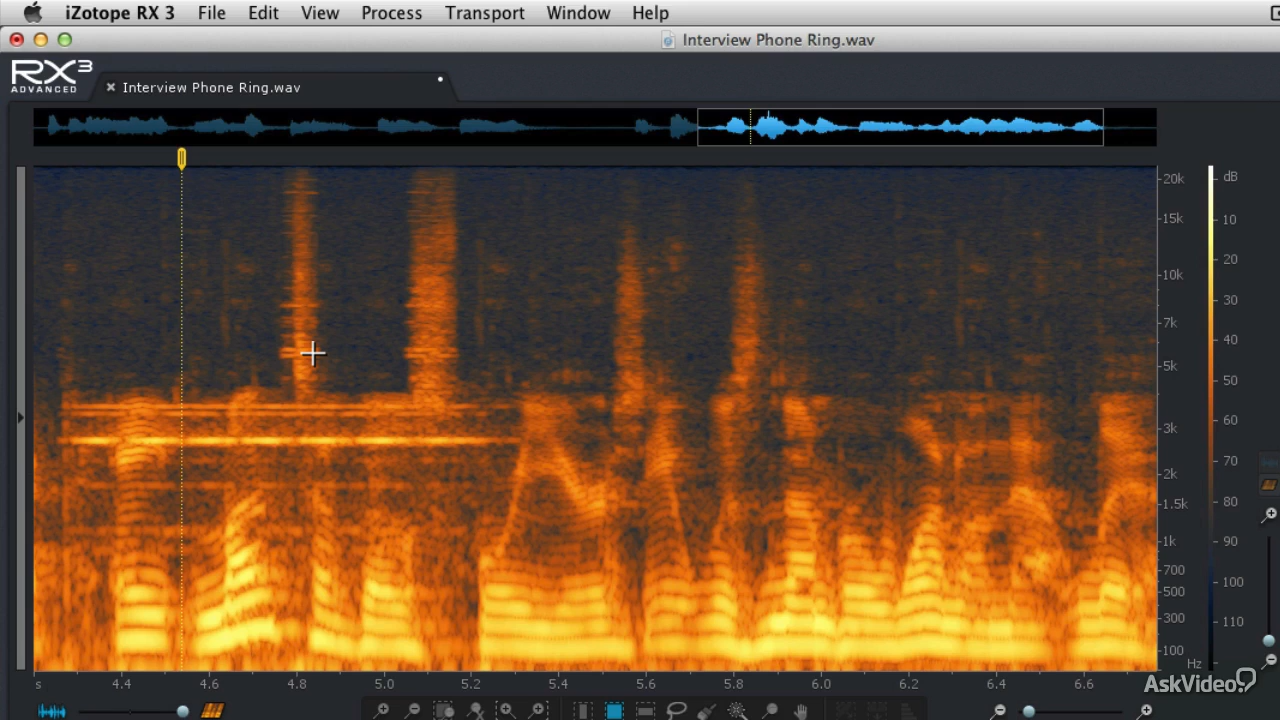 iZotope RX 3 File Edit View Process Transport Window Help
Interview Phone Ring.wav
RX3
ADVANCED
× Interview Phone Ring.wav
20k
15k
10k
7k
5k
4k
3k
2k
1.5k
1k
700
500
300
100
Hz
dB
10
20
30
40
50
60
70
80
90
100
110
s 4.4 4.6 4.8 5.0 5.2 5.4 5.6 5.8 6.0 6.2 6.4 6.6
AskVideo